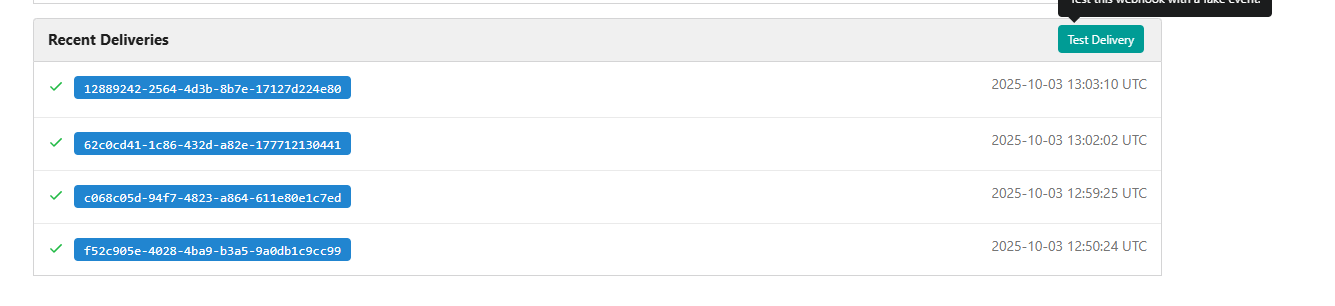 Test this webhook with a fake event.
Recent Deliveries
Test Delivery
12889242-2564-4d3b-8b7e-17127d224e80 2025-10-03 13:03:10 UTC
62c0cd41-1c86-432d-a82e-177712130441 2025-10-03 13:02:02 UTC
c068c05d-94f7-4823-a864-611e80e1c7ed 2025-10-03 12:59:25 UTC
f52c905e-4028-4ba9-b3a5-9a0db1c9cc99 2025-10-03 12:50:24 UTC